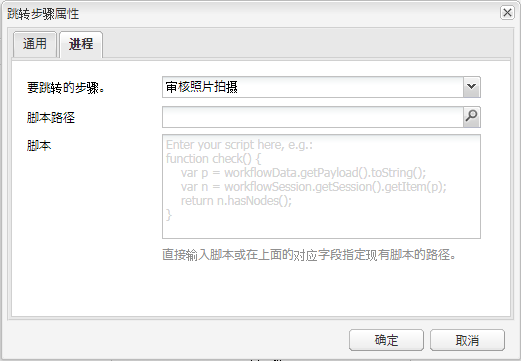 跳转步骤属性
通用
进程
要跳转的步骤。
审核照片拍摄
脚本路径
脚本
Enter your script here, e.g.:
function check() {
var p = workflowData.getPayload().toString();
var n = workflowSession.getSession().getItem(p);
return n.hasNodes();
}
直接输入脚本或在上面的对应字段指定现有脚本的路径。
确定
取消